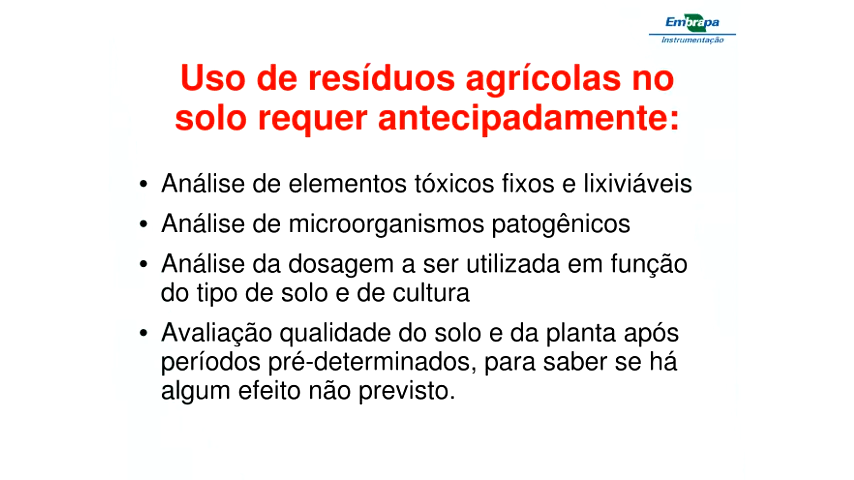 Embrapa
Instrumentação
Uso de resíduos agrícolas no
solo requer antecipadamente:
• Análise de elementos tóxicos fixos e lixiviáveis
• Análise de microorganismos patogênicos
• Análise da dosagem a ser utilizada em função
do tipo de solo e de cultura
• Avaliação qualidade do solo e da planta após
períodos pré-determinados, para saber se há
algum efeito não previsto.